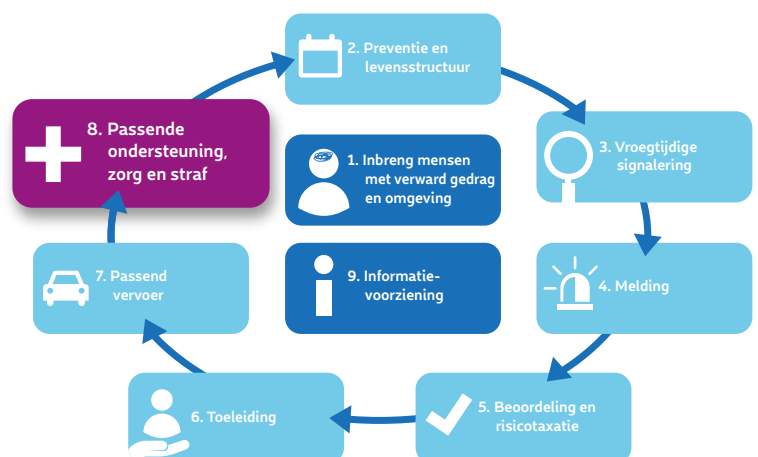 2. Preventie en
levensstructuur
8. Passende
ondersteuning,
zorg en straf
1. Inbreng mensen
met verward gedrag
en omgeving
3. Vroegtijdige
signalering
7. Passend
vervoer
9. Informatie-
voorziening
4. Melding
6. Toeleiding
5. Beoordeling en
risicotaxatie